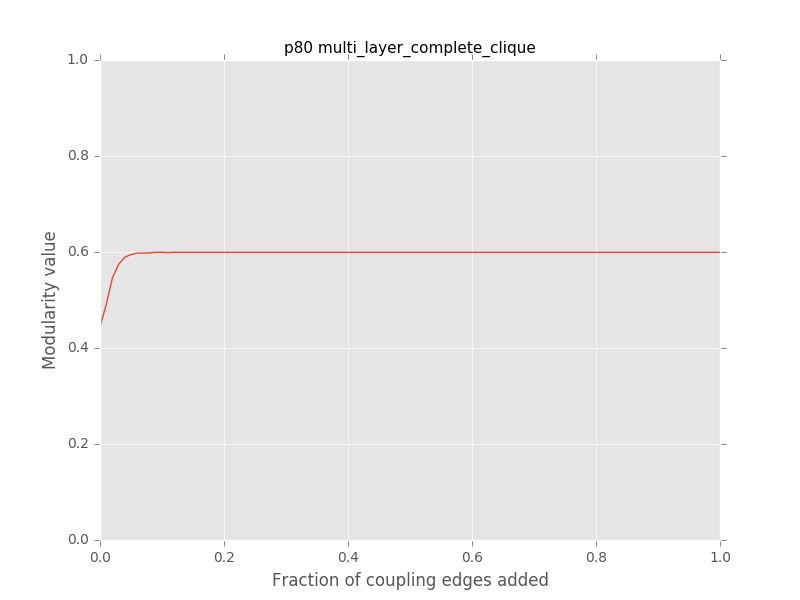 p80 multi_layer_complete_clique
1.0
0.8
0.6
0.4
0.2
0.0
Modularity value
0.0 0.2 0.4 0.6 0.8 1.0
Fraction of coupling edges added